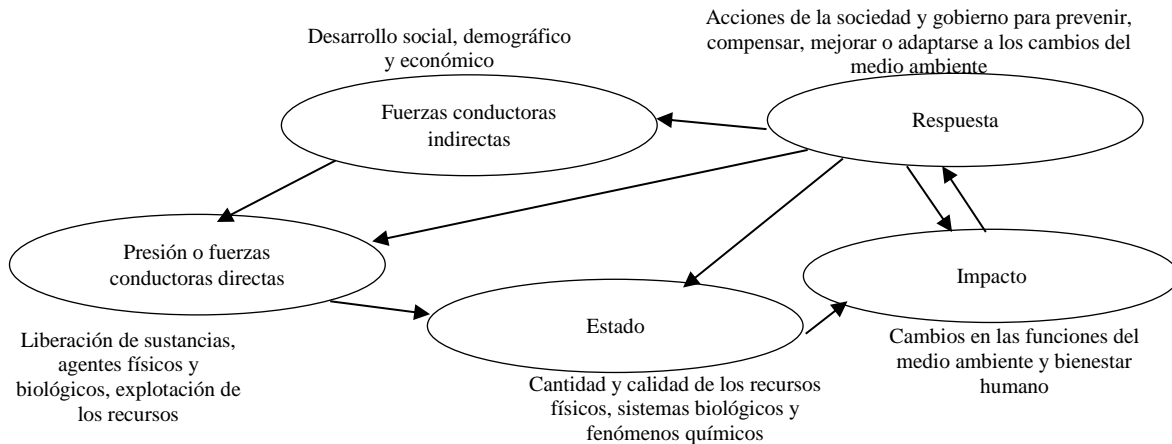 Desarrollo social, demográfico
y económico
Fuerzas conductoras
indirectas
Acciones de la sociedad y gobierno para prevenir,
compensar, mejorar o adaptarse a los cambios del
medio ambiente
Respuesta
Presión o fuerzas
conductoras directas
Liberación de sustancias,
agentes físicos y
biológicos, explotación de
los recursos
Estado
Cantidad y calidad de los recursos
físicos, sistemas biológicos y
fenómenos químicos
Impacto
Cambios en las funciones del
medio ambiente y bienestar
humano